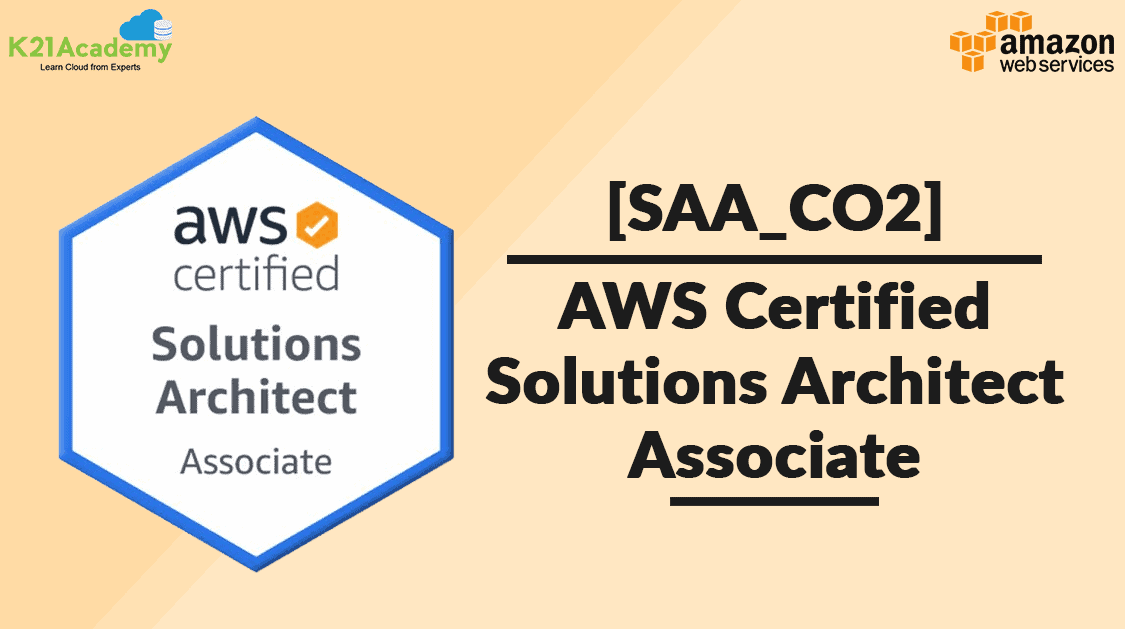 K21Academy
Learn Cloud from Experts
amazon
webservices
aws
certified
Solutions
Architect
Associate
[SAA_CO2]
AWS Certified
Solutions Architect
Associate